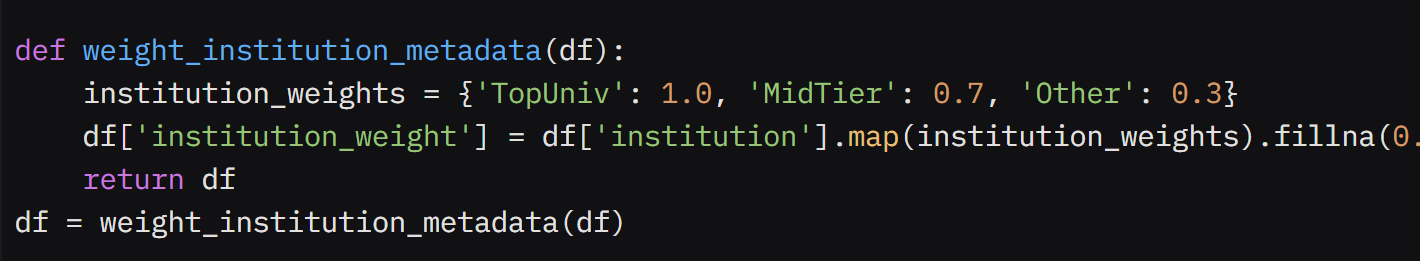 def weight_institution_metadata(df):
    institution_weights = {'TopUniv': 1.0, 'MidTier': 0.7, 'Other': 0.3}
    df['institution_weight'] = df['institution'].map(institution_weights).fillna(0.
    return df
df = weight_institution_metadata(df)